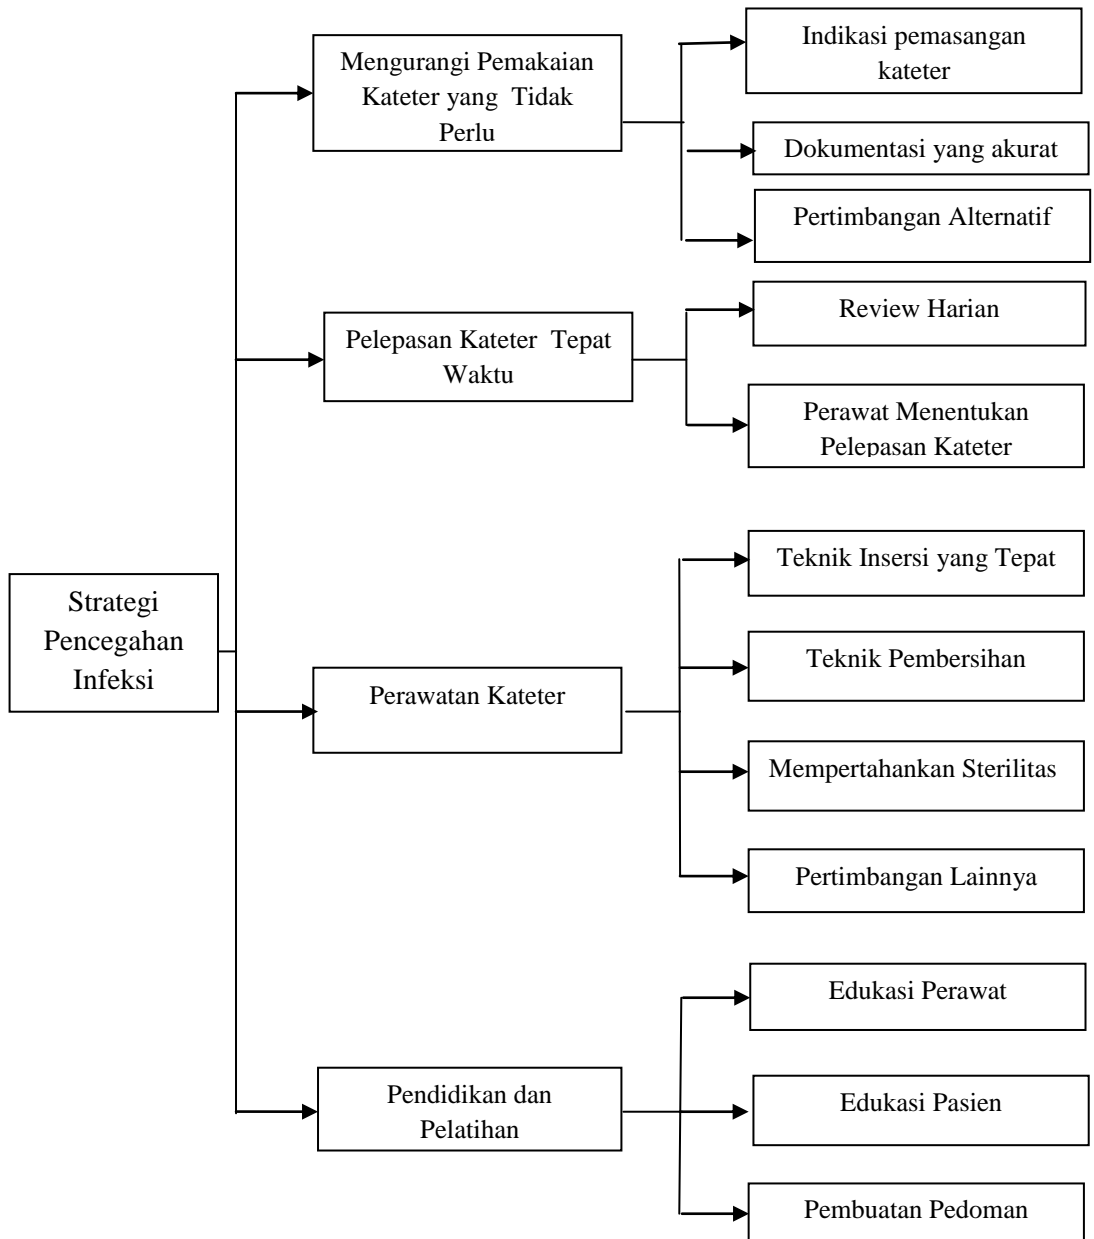 Mengurangi Pemakaian
Kateter yang Tidak
Perlu
Indikasi pemasangan
kateter
Dokumentasi yang akurat
Pertimbangan Alternatif
Pelepasan Kateter Tepat
Waktu
Review Harian
Perawat Menentukan
Pelepasan Kateter
Strategi
Pencegahan
Infeksi
Perawatan Kateter
Teknik Insersi yang Tepat
Teknik Pembersihan
Mempertahankan Sterilitas
Pertimbangan Lainnya
Pendidikan dan
Pelatihan
Edukasi Perawat
Edukasi Pasien
Pembuatan Pedoman